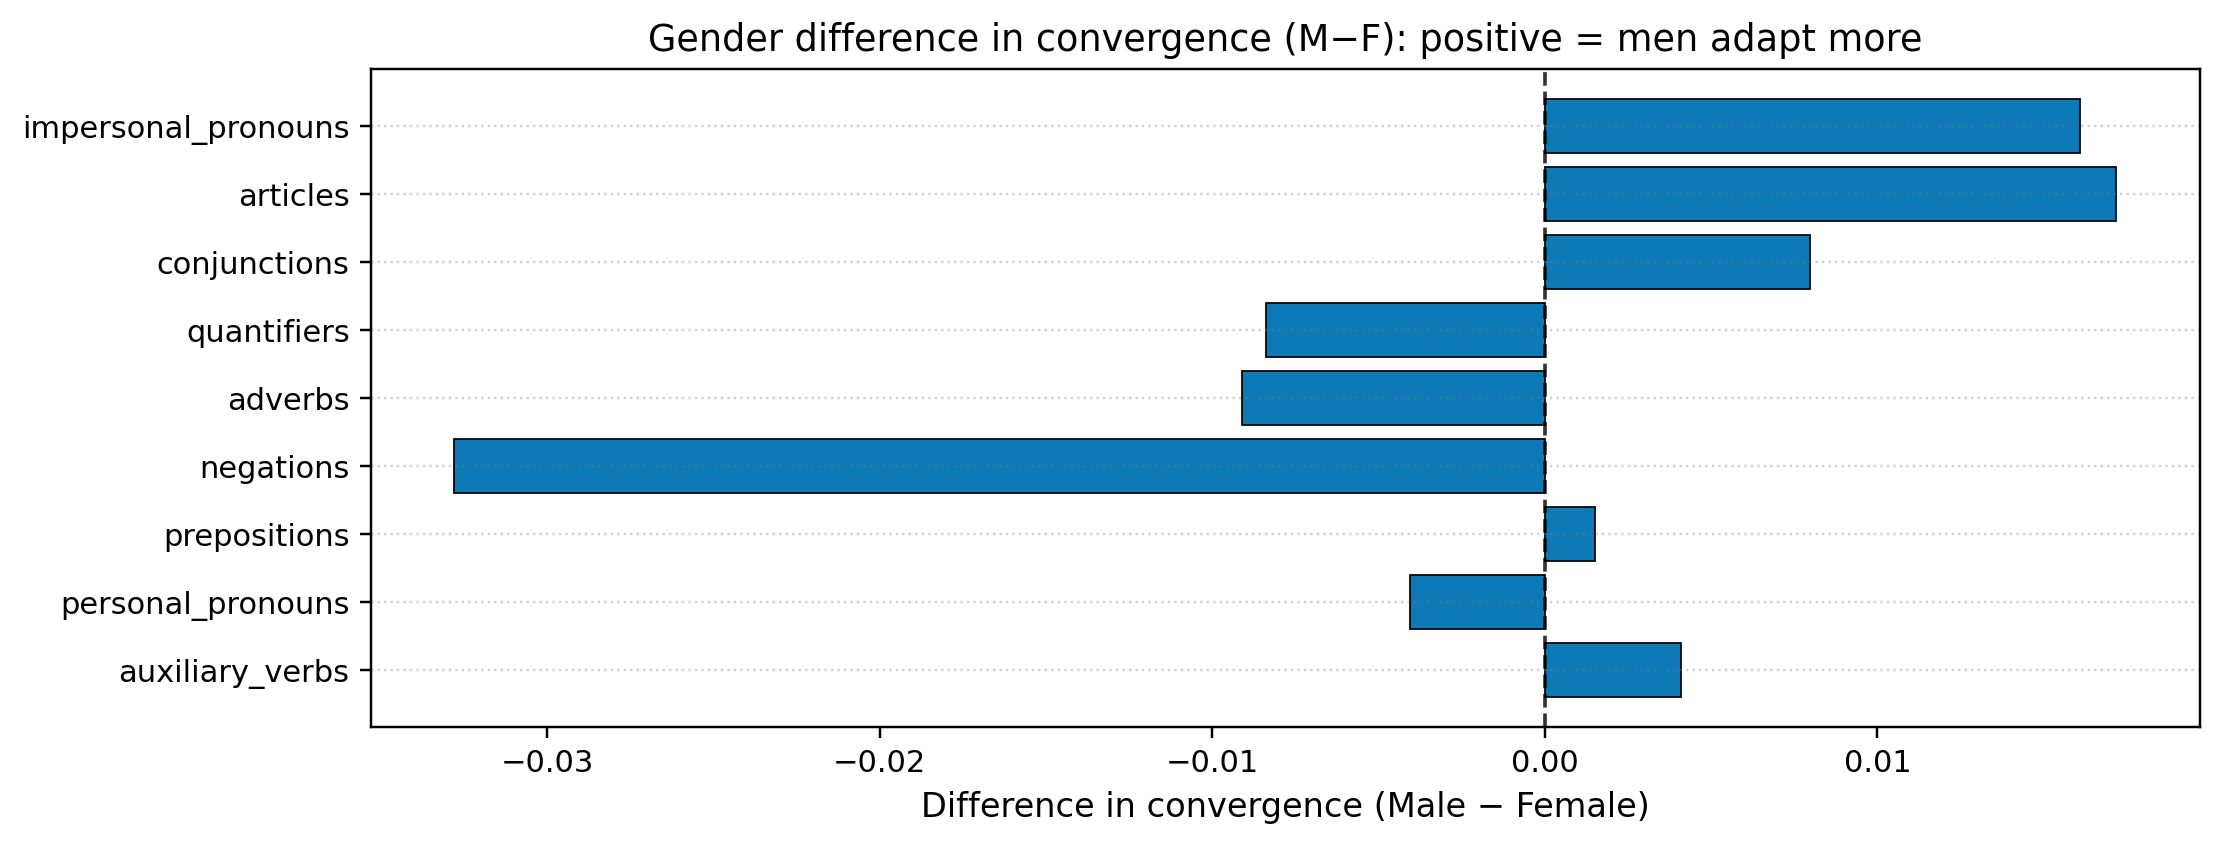 Gender difference in convergence (M−F): positive = men adapt more
impersonal_pronouns
articles
conjunctions
quantifiers
adverbs
negations
prepositions
personal_pronouns
auxiliary_verbs
−0.03 −0.02 −0.01 0.00 0.01
Difference in convergence (Male − Female)